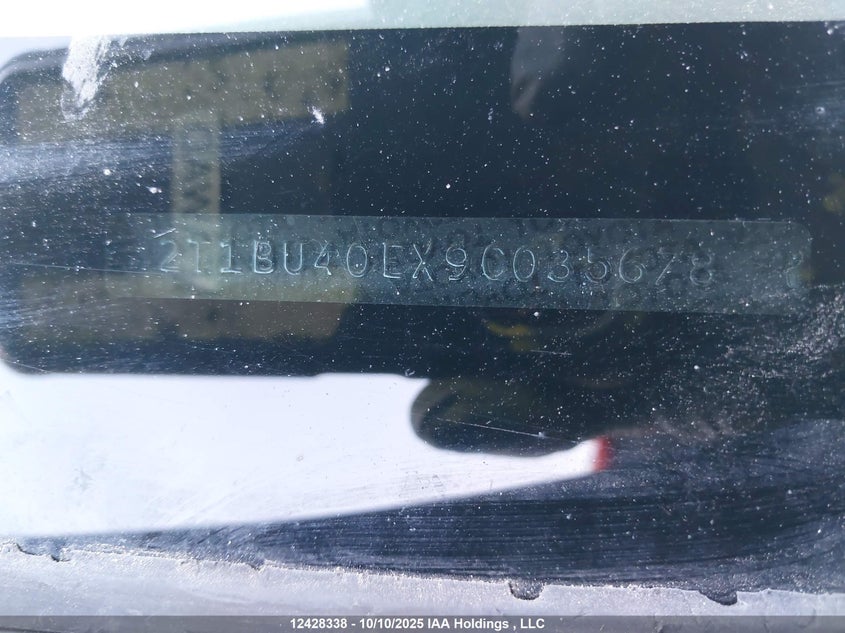 2T1BU40EX9C035678
12428338 - 10/10/2025 IAA Holdings , LLC